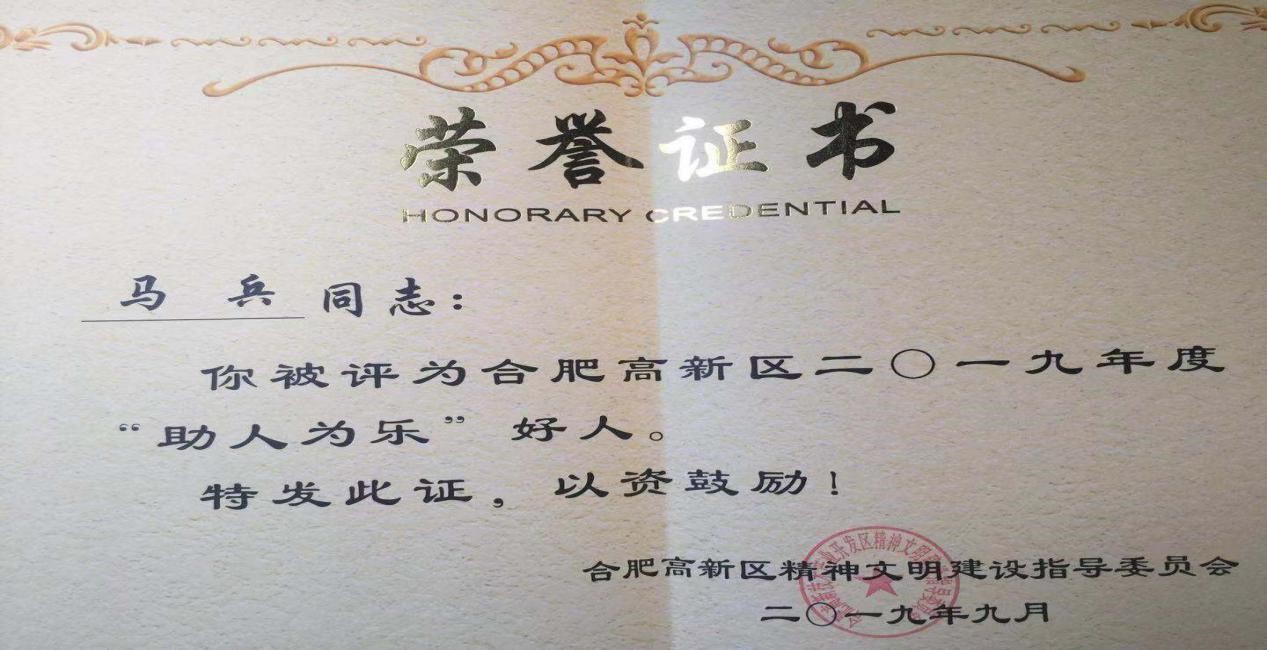 荣誉证书
HONORARY CREDENTIAL
马 兵 同志：
你被评为合肥高新区二〇一九年度
“助人为乐”好人。
特发此证，以资鼓励！
合肥高新区精神文明建设指导委员会
二〇一九年九月